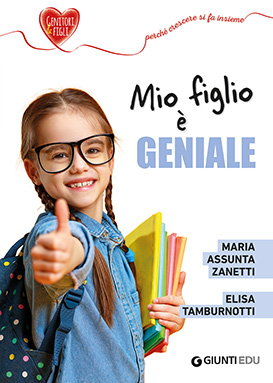 GENITORI
& FIGLI
perché crescere si fa insieme
Mio figlio
è
GENIALE
MARIA
ASSUNTA
ZANETTI
ELISA
TAMBURNOTTI
GIUNTI EDU